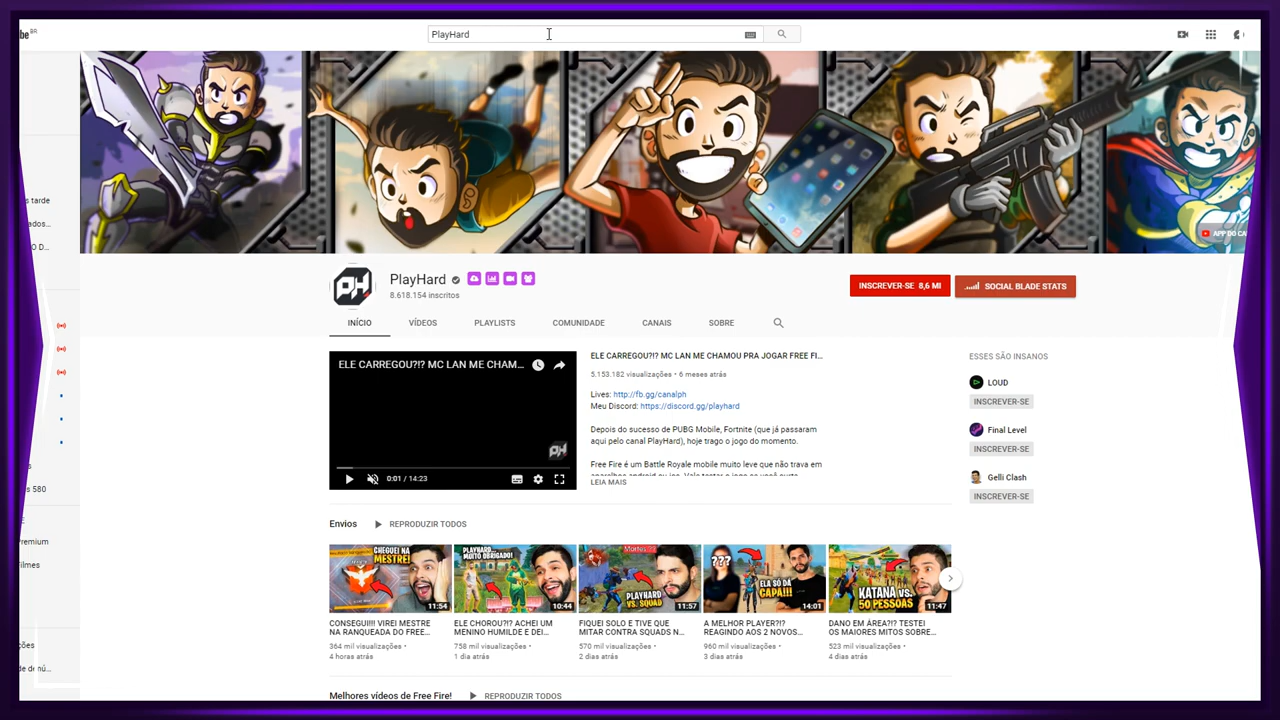 be BR
PlayHard
s tarde
ados...
O D...
s 580
remium
ilmes
ções
APP DO CA
PlayHard
8.618.154 inscritos
INSCREVER-SE 8,6 MI
SOCIAL BLADE STATS
INÍCIO VÍDEOS PLAYLISTS COMUNIDADE CANAIS SOBRE
ELE CARREGOU?!? MC LAN ME CHAM...
0:01 / 14:23
ELE CARREGOU?!? MC LAN ME CHAMOU PRA JOGAR FREE FI...
5.153.182 visualizações • 6 meses atrás
Lives: http://fb.gg/canalph
Meu Discord: https://discord.gg/playhard
Depois do sucesso de PUBG Mobile, Fortnite (que já passaram
aqui pelo canal PlayHard), hoje trago o jogo do momento.
Free Fire é um Battle Royale mobile muito leve que não trava em
LEIA MAIS
ESSES SÃO INSANOS
LOUD
INSCREVER-SE
Final Level
INSCREVER-SE
Gelli Clash
INSCREVER-SE
Envios REPRODUZIR TODOS
CHEGUEI NA
MESTRE!
11:54
CONSEGUI!!! VIREI MESTRE
NA RANQUEADA DO FREE...
364 mil visualizações •
4 horas atrás
PLAYHARD...
MUITO OBRIGADO!
10:44
ELE CHOROU?!? ACHEI UM
MENINO HUMILDE E DEI...
758 mil visualizações •
1 dia atrás
PLAYHARD
VS. SQUAD
11:57
FIQUEI SOLO E TIVE QUE
MITAR CONTRA SQUADS N...
570 mil visualizações •
2 dias atrás
???
ELA SÓ DÁ
CAPA!!!
14:01
A MELHOR PLAYER?!?
REAGINDO AOS 2 NOVOS...
960 mil visualizações •
3 dias atrás
KATANA VS.
50 PESSOAS
11:47
DANO EM ÁREA?!? TESTEI
OS MAIORES MITOS SOBRE...
523 mil visualizações •
4 dias atrás
Melhores vídeos de Free Fire! REPRODUZIR TODOS